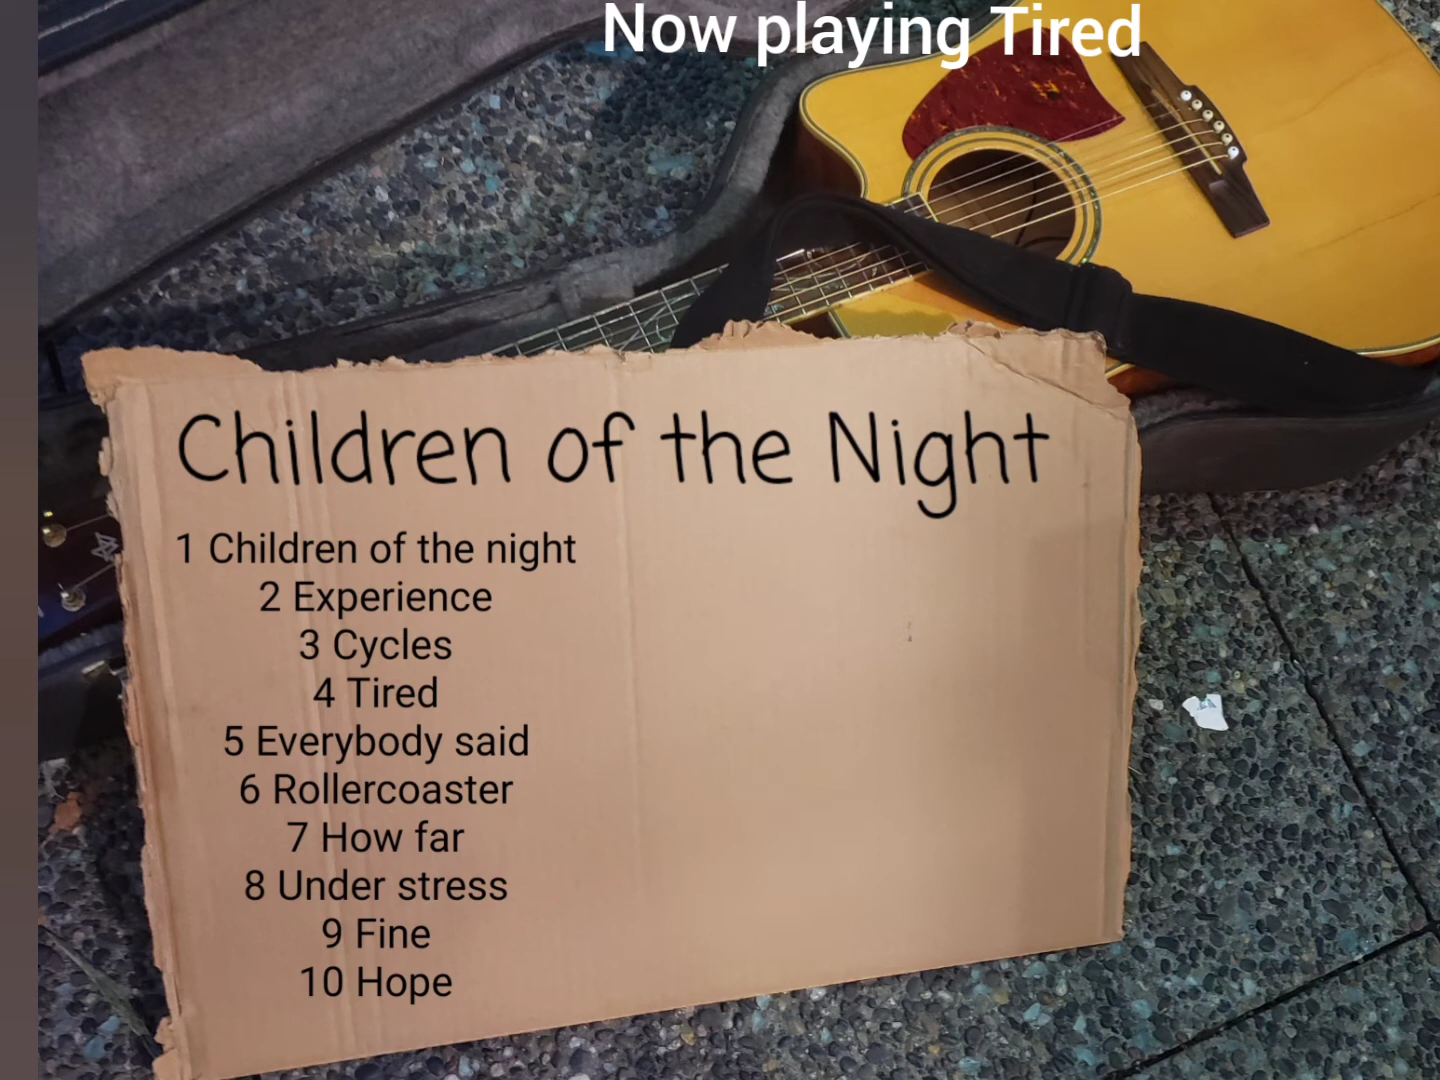 Now playing Tired
Children of the Night
1 Children of the night
2 Experience
3 Cycles
4 Tired
5 Everybody said
6 Rollercoaster
7 How far
8 Under stress
9 Fine
10 Hope